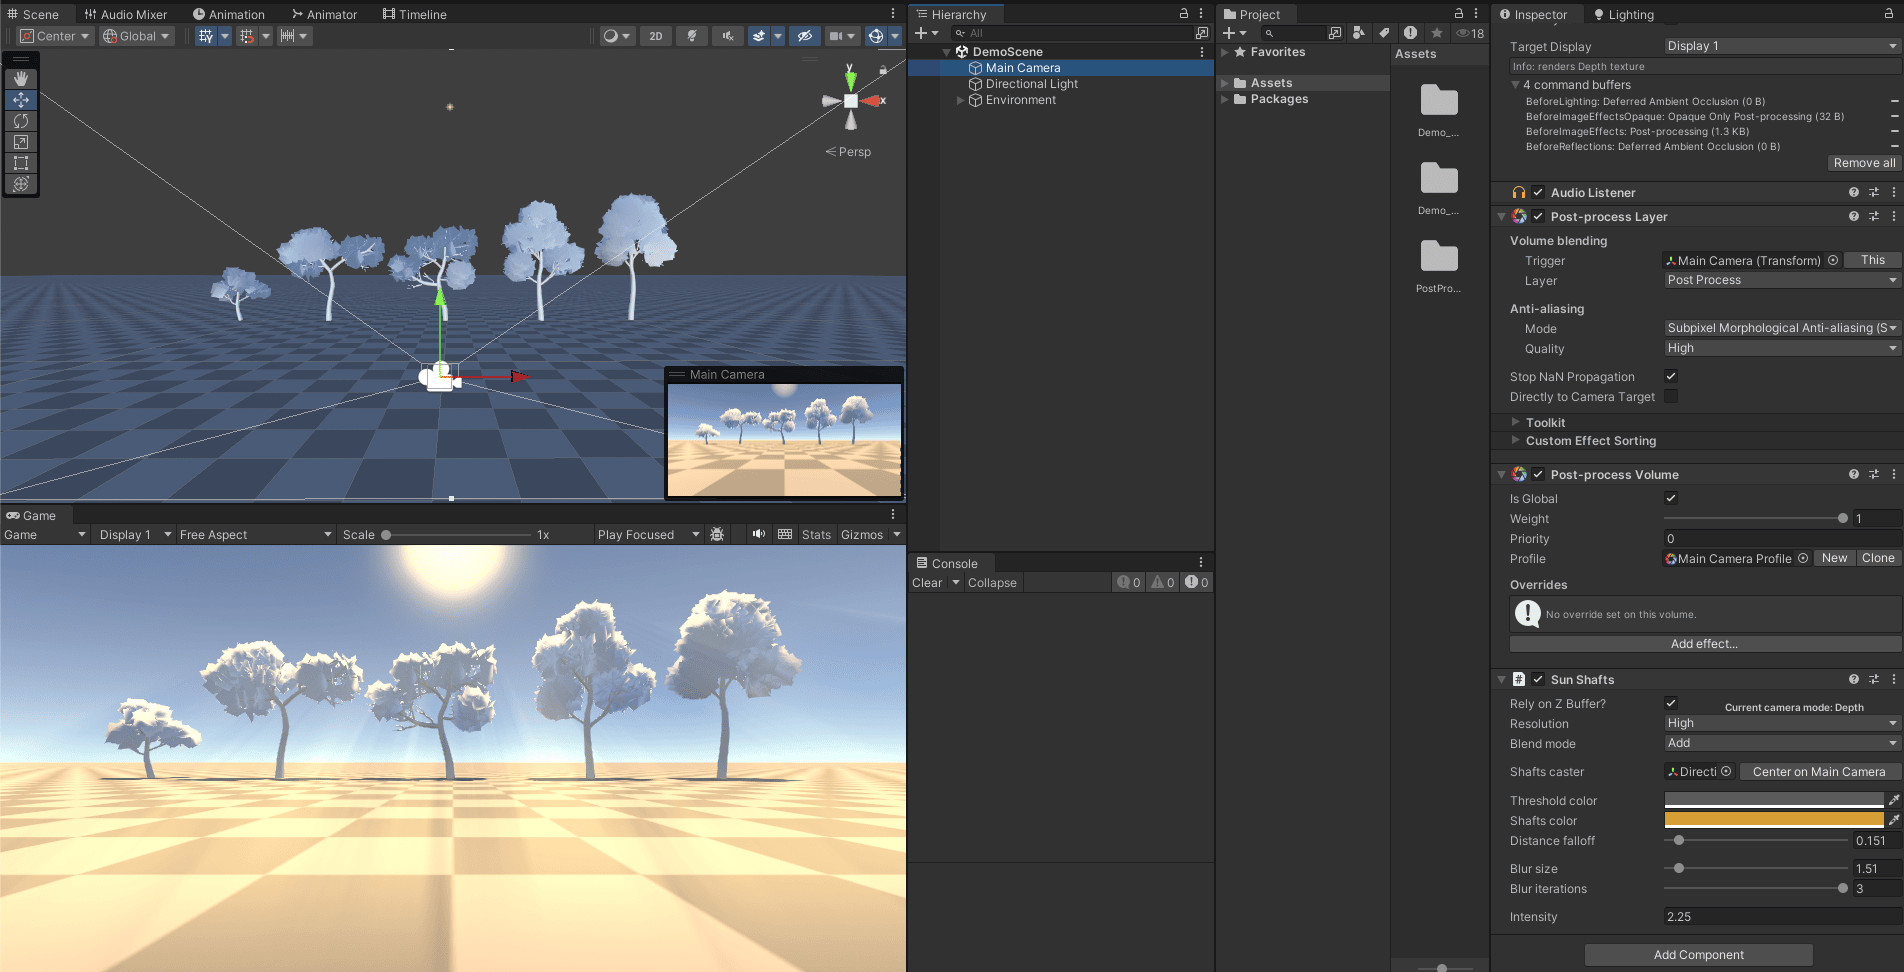 Scene
Audio Mixer
Animation
Animator
Timeline
Center
Global
2D
y
x
Persp
Main Camera
Game
Game
Display 1
Free Aspect
Scale
1x
Play Focused
Stats
Gizmos
Hierarchy
All
DemoScene
Main Camera
Directional Light
Environment
Console
Clear
Collapse
0
0
0
Project
18
Favorites
Assets
Packages
Assets
Demo_...
Demo_...
PostPro...
Inspector
Lighting
Target Display
Display 1
Info: renders Depth texture
4 command buffers
BeforeLighting: Deferred Ambient Occlusion (0 B)
BeforeImageEffectsOpaque: Opaque Only Post-processing (32 B)
BeforeImageEffects: Post-processing (1.3 KB)
BeforeReflections: Deferred Ambient Occlusion (0 B)
Remove all
Audio Listener
Post-process Layer
Volume blending
Trigger
Main Camera (Transform)
This
Layer
Post Process
Anti-aliasing
Mode
Subpixel Morphological Anti-aliasing (S
Quality
High
Stop NaN Propagation
Directly to Camera Target
Toolkit
Custom Effect Sorting
Post-process Volume
Is Global
Weight
1
Priority
0
Profile
Main Camera Profile
New
Clone
Overrides
No override set on this volume.
Add effect...
Sun Shafts
Rely on Z Buffer?
Current camera mode: Depth
Resolution
High
Blend mode
Add
Shafts caster
Directi
Center on Main Camera
Threshold color
Shafts color
Distance falloff
0.151
Blur size
1.51
Blur iterations
3
Intensity
2.25
Add Component